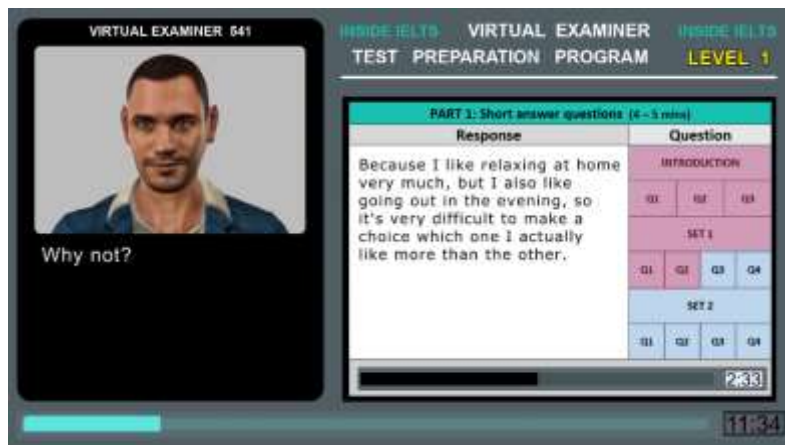 VIRTUAL EXAMINER 541
INSIDE IELTS VIRTUAL EXAMINER INSIDE IELTS
TEST PREPARATION PROGRAM LEVEL 1
PART 1: Short answer questions (4 – 5 mins)
Response Question
Because I like relaxing at home
very much, but I also like
going out in the evening, so
it's very difficult to make a
choice which one I actually
like more than the other.
INTRODUCTION
Q1 Q2 Q3
SET 1
Q1 Q2 Q3 Q4
SET 2
Q1 Q2 Q3 Q4
Why not?
2:33
11:34